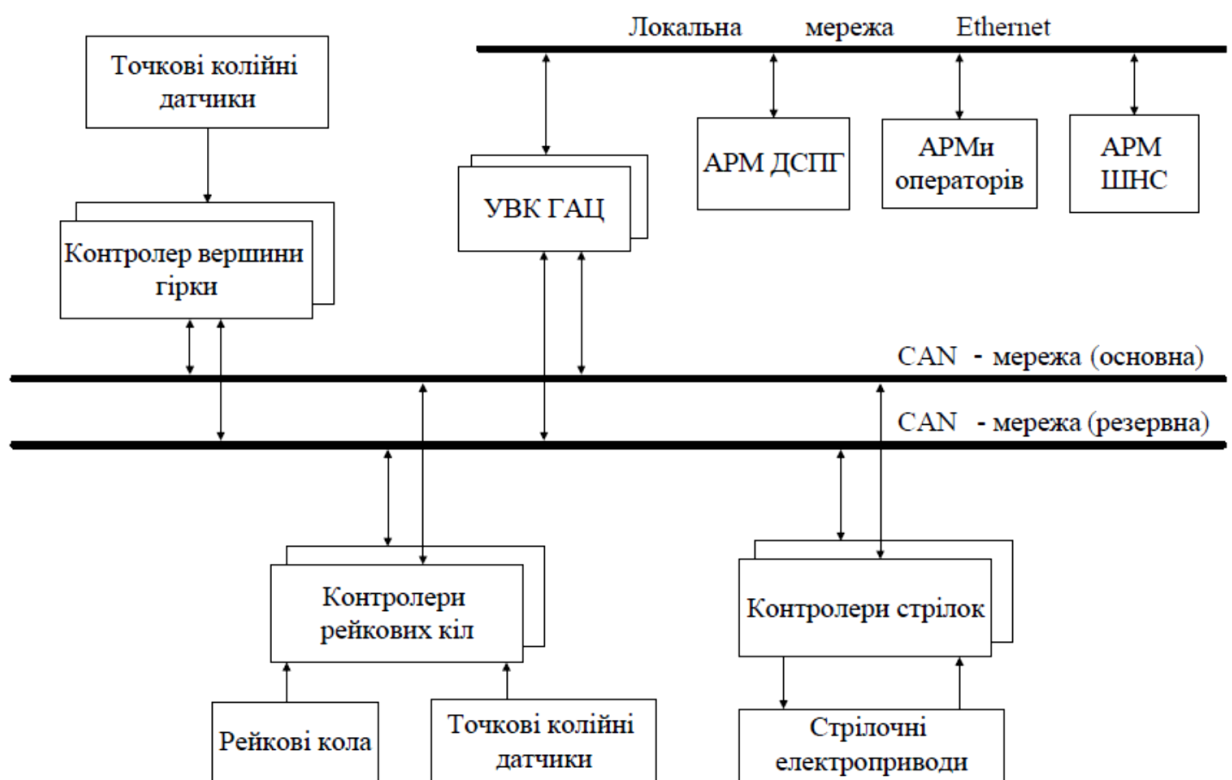 Локальна мережа Ethernet
Точкові колійні
датчики
АРМ ДСПГ
АРМи
операторів
АРМ
ШНС
УВК ГАЦ
Контролер вершини
гірки
CAN - мережа (основна)
CAN - мережа (резервна)
Контролери
рейкових кіл
Контролери стрілок
Рейкові кола
Точкові колійні
датчики
Стрілочні
електроприводи